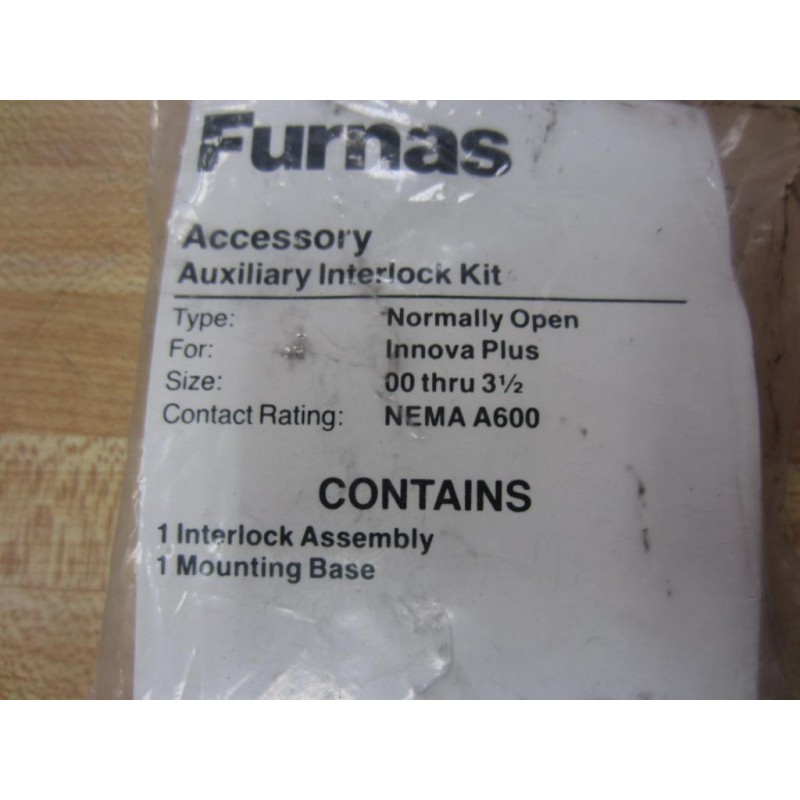 Furnas
Accessory
Auxiliary Interlock Kit
Type: Normally Open
For: Innova Plus
Size: 00 thru 3½
Contact Rating: NEMA A600
CONTAINS
1 Interlock Assembly
1 Mounting Base